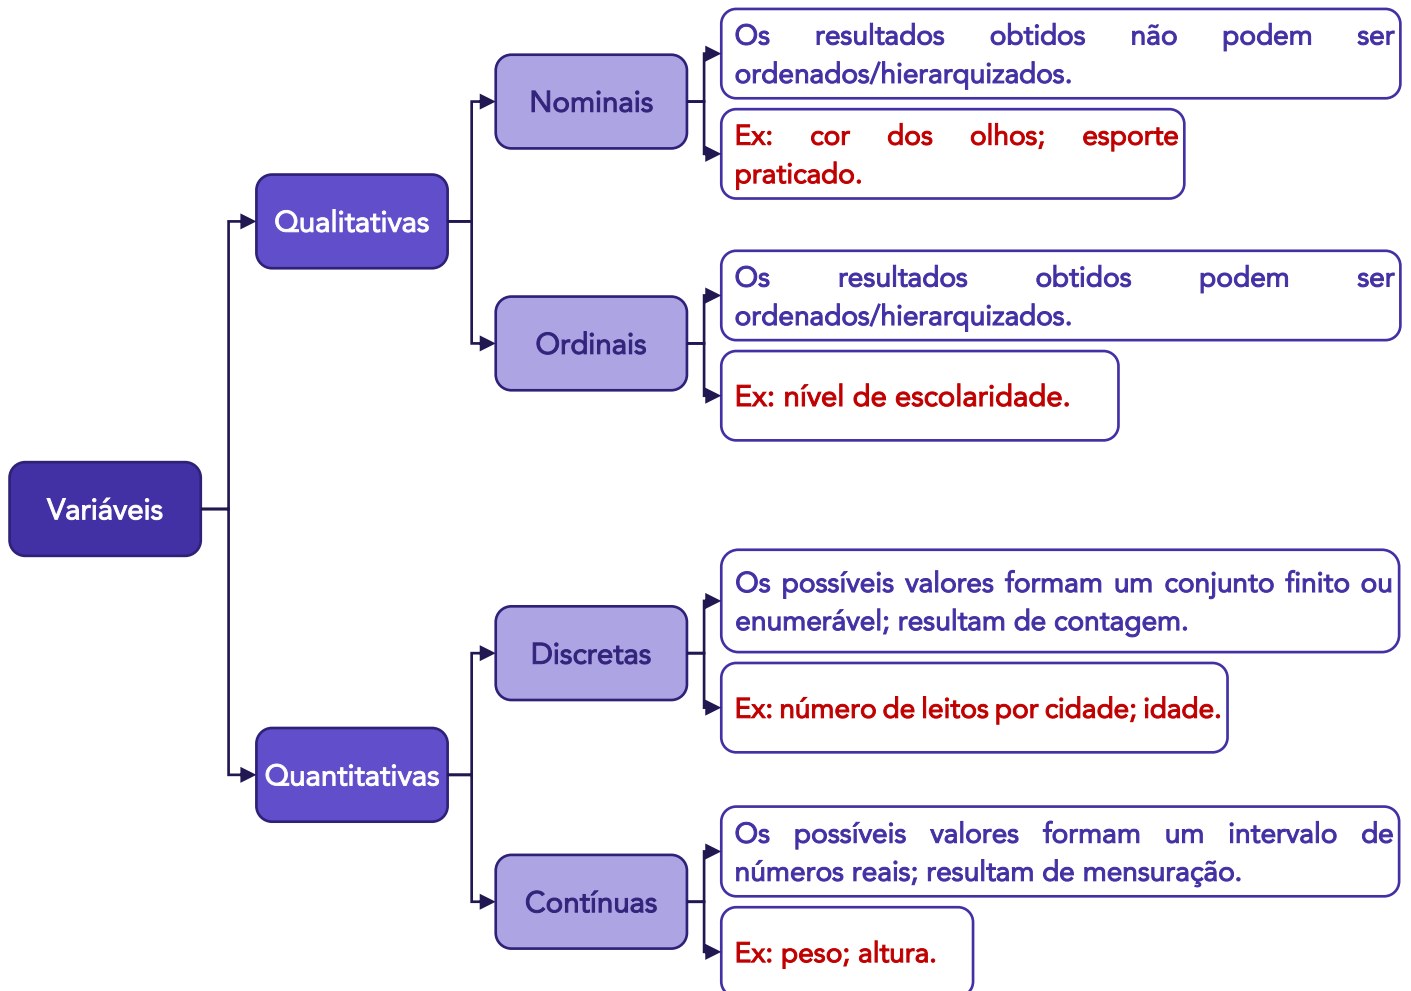 Variáveis
Qualitativas
Nominais
Os resultados obtidos não podem ser
ordenados/hierarquizados.
Ex: cor dos olhos; esporte
praticado.
Ordinais
Os resultados obtidos podem ser
ordenados/hierarquizados.
Ex: nível de escolaridade.
Quantitativas
Discretas
Os possíveis valores formam um conjunto finito ou
enumerável; resultam de contagem.
Ex: número de leitos por cidade; idade.
Contínuas
Os possíveis valores formam um intervalo de
números reais; resultam de mensuração.
Ex: peso; altura.